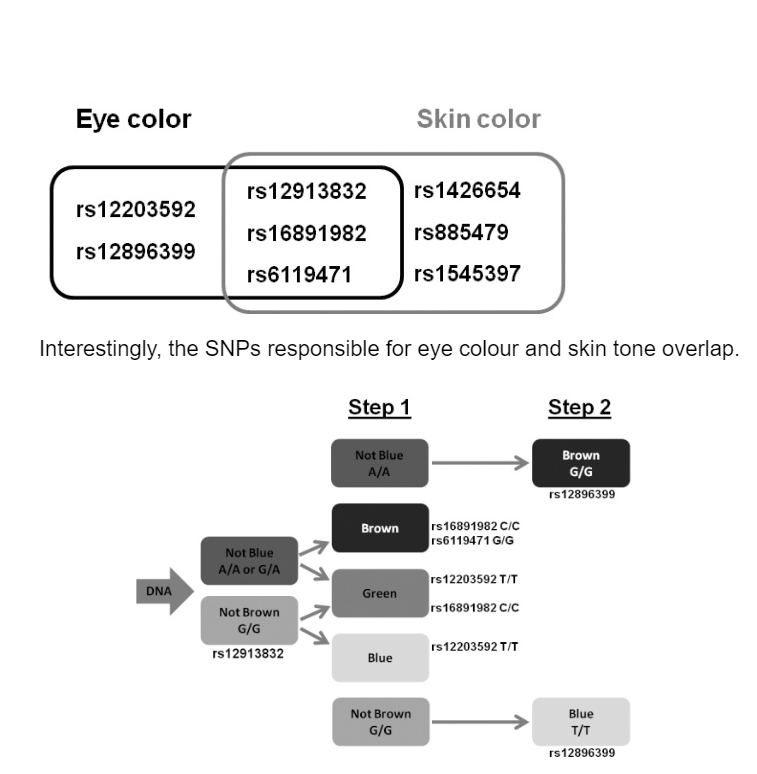 Eye color
Skin color
rs12203592
rs12896399
rs12913832
rs16891982
rs6119471
rs1426654
rs885479
rs1545397
Interestingly, the SNPs responsible for eye colour and skin tone overlap.
Step 1
Step 2
Not Blue
A/A
Brown
G/G
rs12896399
Brown
rs16891982 C/C
rs6119471 G/G
DNA
Not Blue
A/A or G/A
Not Brown
G/G
rs12913832
Green
rs12203592 T/T
rs16891982 C/C
Blue
rs12203592 T/T
Not Brown
G/G
Blue
T/T
rs12896399